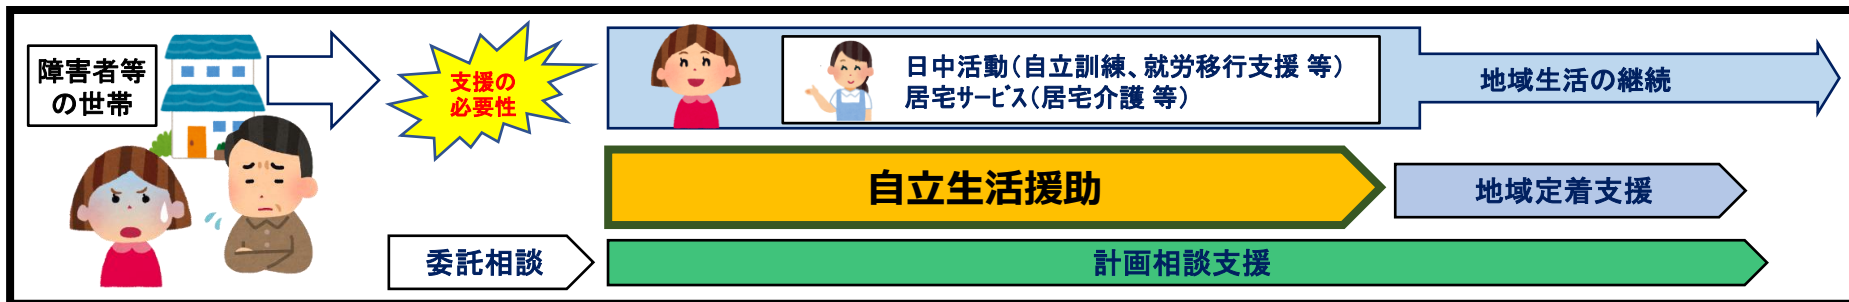 障害者等
の世帯
支援の
必要性
日中活動（自立訓練、就労移行支援 等）
居宅サービス（居宅介護 等）
地域生活の継続
自立生活援助
地域定着支援
委託相談
計画相談支援